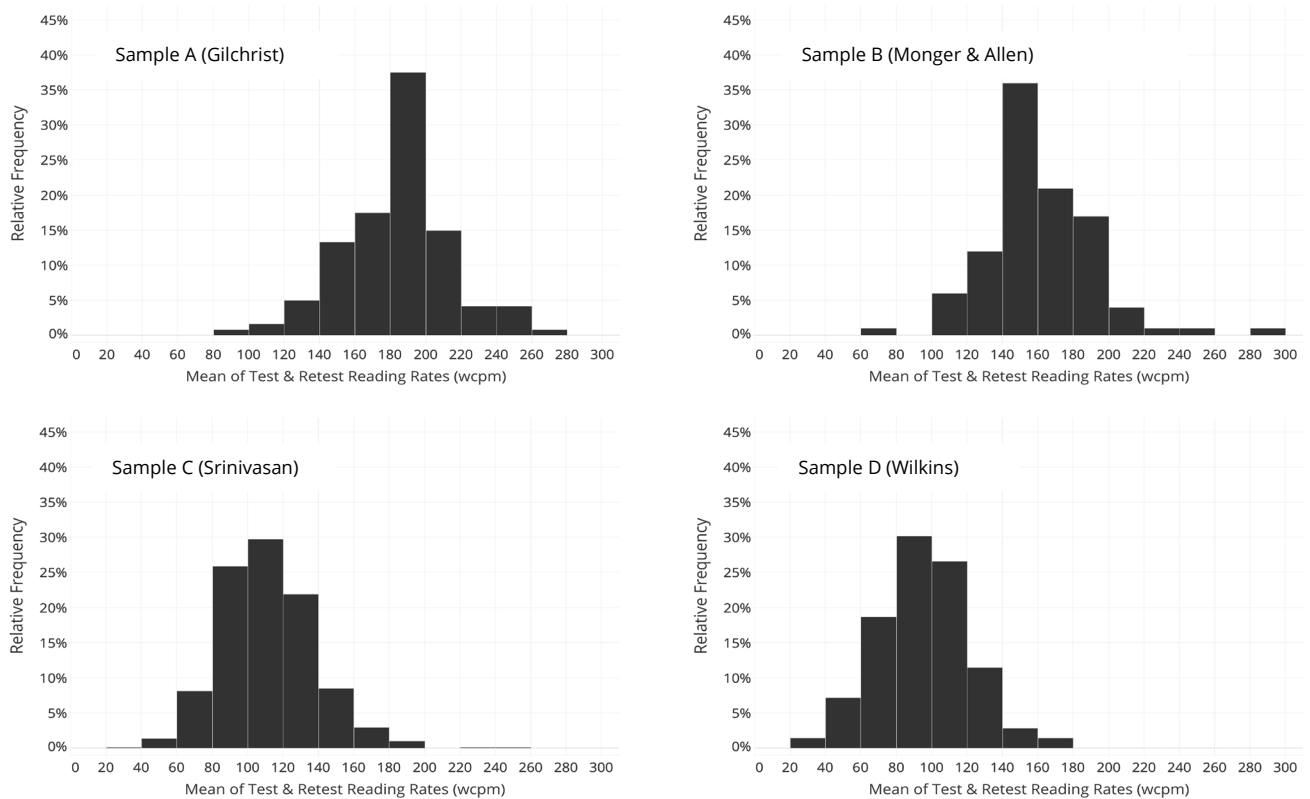 45%
Sample A (Gilchrist)
40%
35%
30%
25%
20%
15%
10%
5%
0%
Relative Frequency
0 20 40 60 80 100 120 140 160 180 200 220 240 260 280 300
Mean of Test & Retest Reading Rates (wcpm)
45%
Sample B (Monger & Allen)
40%
35%
30%
25%
20%
15%
10%
5%
0%
Relative Frequency
0 20 40 60 80 100 120 140 160 180 200 220 240 260 280 300
Mean of Test & Retest Reading Rates (wcpm)
45%
Sample C (Srinivasan)
40%
35%
30%
25%
20%
15%
10%
5%
0%
Relative Frequency
0 20 40 60 80 100 120 140 160 180 200 220 240 260 280 300
Mean of Test & Retest Reading Rates (wcpm)
45%
Sample D (Wilkins)
40%
35%
30%
25%
20%
15%
10%
5%
0%
Relative Frequency
0 20 40 60 80 100 120 140 160 180 200 220 240 260 280 300
Mean of Test & Retest Reading Rates (wcpm)